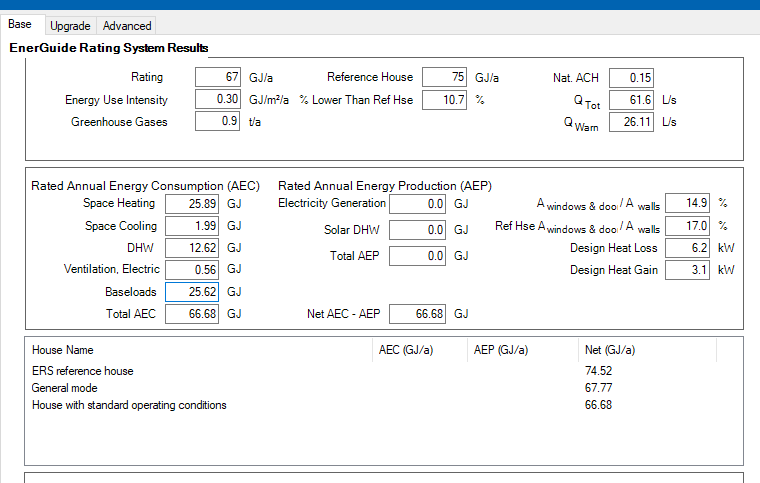 Base Upgrade Advanced
EnerGuide Rating System Results
Rating 67 GJ/a Reference House 75 GJ/a Nat. ACH 0.15
Energy Use Intensity 0.30 GJ/m²/a % Lower Than Ref Hse 10.7 % Q Tot 61.6 L/s
Greenhouse Gases 0.9 t/a Q Warn 26.11 L/s
Rated Annual Energy Consumption (AEC) Rated Annual Energy Production (AEP)
Space Heating 25.89 GJ Electricity Generation 0.0 GJ A windows & doo / A walls 14.9 %
Space Cooling 1.99 GJ Solar DHW 0.0 GJ Ref Hse A windows & doo / A walls 17.0 %
DHW 12.62 GJ Total AEP 0.0 GJ Design Heat Loss 6.2 kW
Ventilation, Electric 0.56 GJ Design Heat Gain 3.1 kW
Baseloads 25.62 GJ
Total AEC 66.68 GJ Net AEC - AEP 66.68 GJ
House Name AEC (GJ/a) AEP (GJ/a) Net (GJ/a)
ERS reference house 74.52
General mode 67.77
House with standard operating conditions 66.68